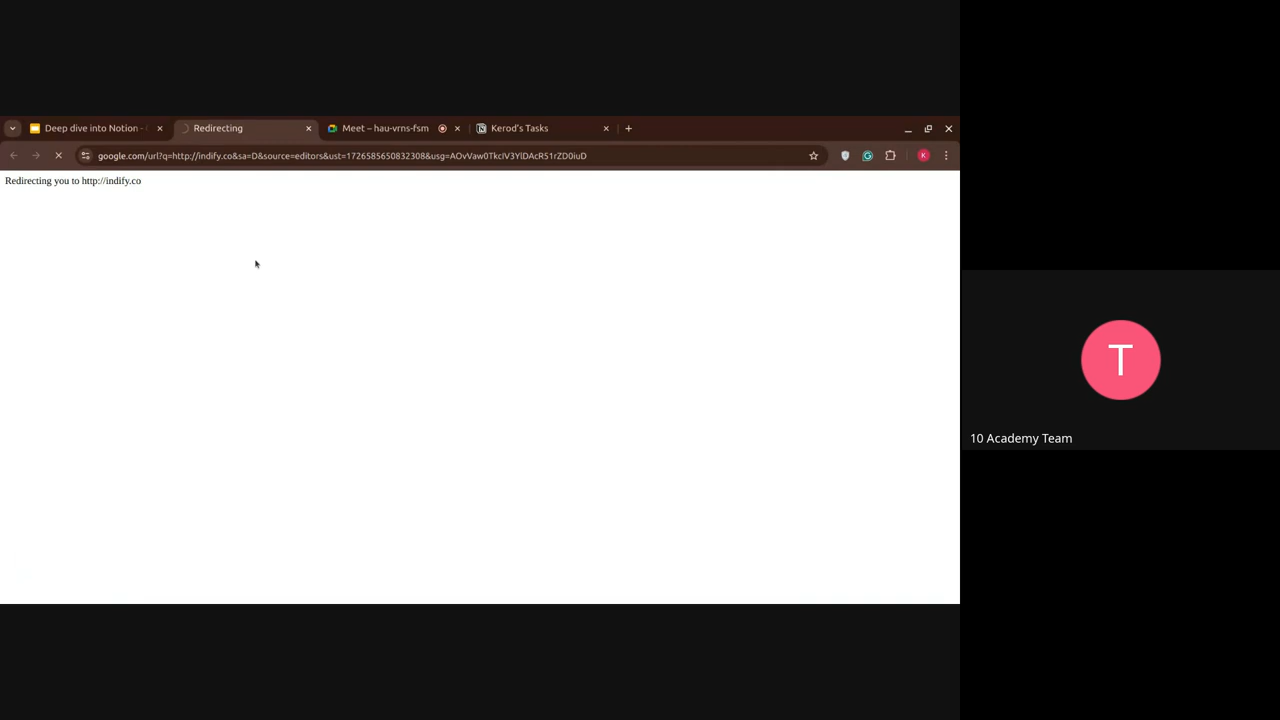 Deep dive into Notion - 
Redirecting
Meet – hau-vrns-fsm
Kerod's Tasks
google.com/url?q=http://indify.co&sa=D&source=editors&ust=1726585650832308&usg=AOvVaw0TkcIV3YlDAcR51rZD0iuD
K
Redirecting you to http://indify.co
T
10 Academy Team